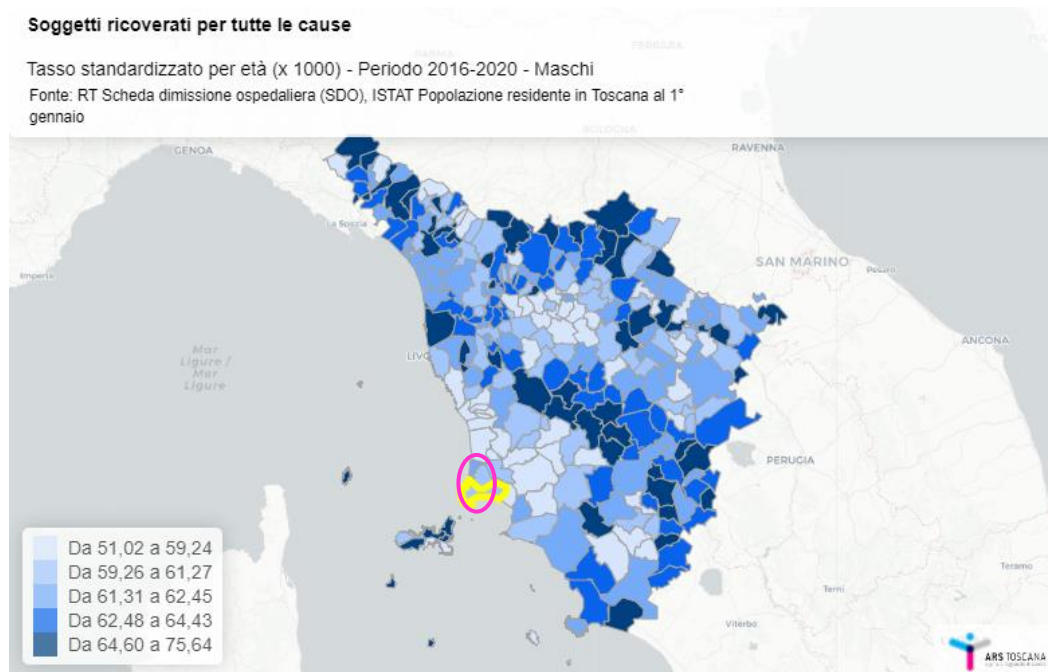 Soggetti ricoverati per tutte le cause
Tasso standardizzato per età (x 1000) - Periodo 2016-2020 - Maschi
Fonte: RT Scheda dimissione ospedaliera (SDO), ISTAT Popolazione residente in Toscana al 1°
gennaio
PARMA
FERRARA
BOLOGNA
GENOA
RAVENNA
La Spezia
SAN MARINO
Imperia
Pesaro
Mar
Ligure /
Mar
Ligure
LIVO
ANCONA
PERUGIA
Da 51,02 a 59,24
Da 59,26 a 61,27
Da 61,31 a 62,45
Da 62,48 a 64,43
Da 64,60 a 75,64
Teramo
Terni
Viterbo
ARS TOSCANA